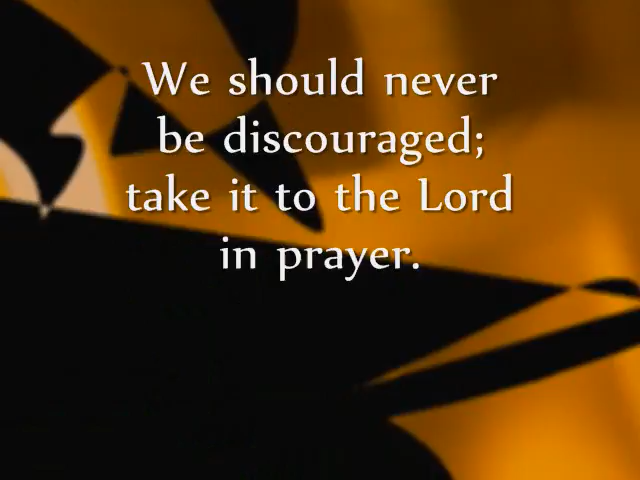 We should never
be discouraged;
take it to the Lord
in prayer.